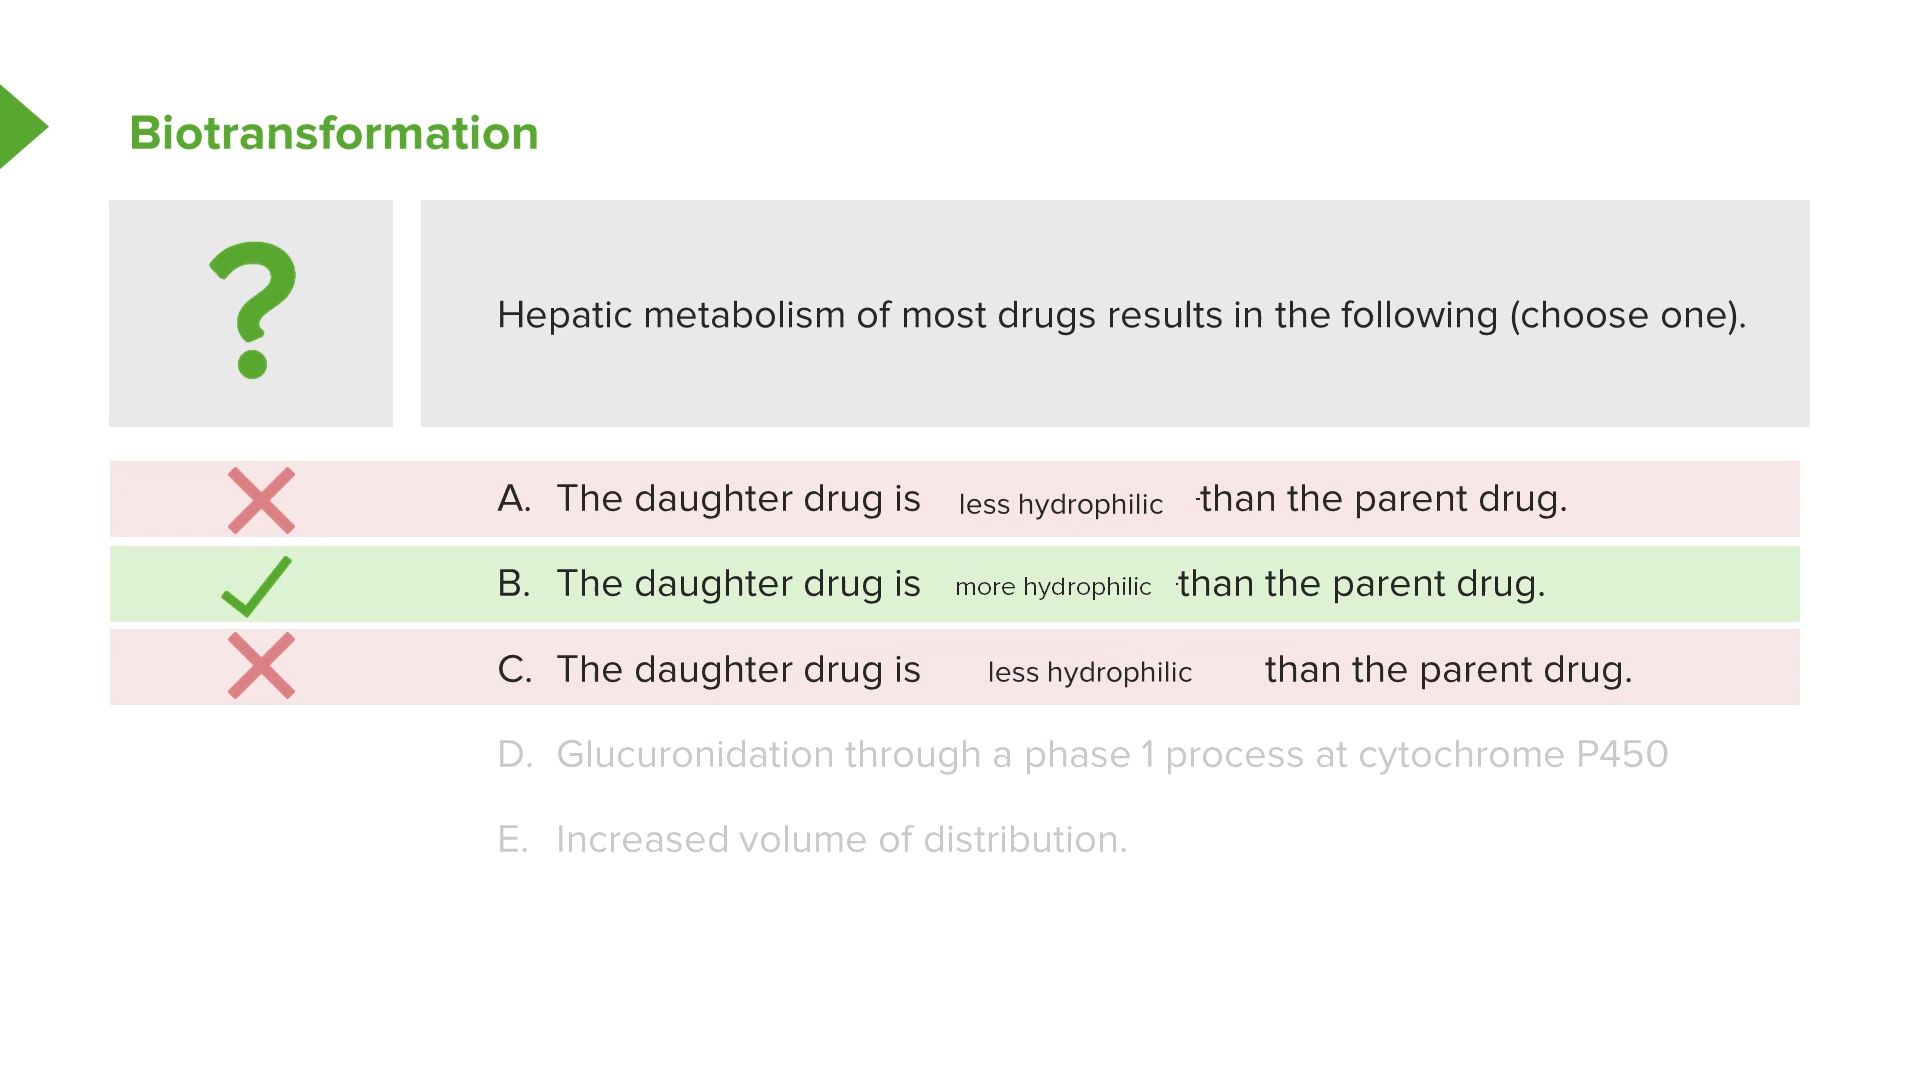 Biotransformation
Hepatic metabolism of most drugs results in the following (choose one).
A. The daughter drug is less hydrophilic than the parent drug.
B. The daughter drug is more hydrophilic than the parent drug.
C. The daughter drug is less hydrophilic than the parent drug.
D. Glucuronidation through a phase 1 process at cytochrome P450
E. Increased volume of distribution.